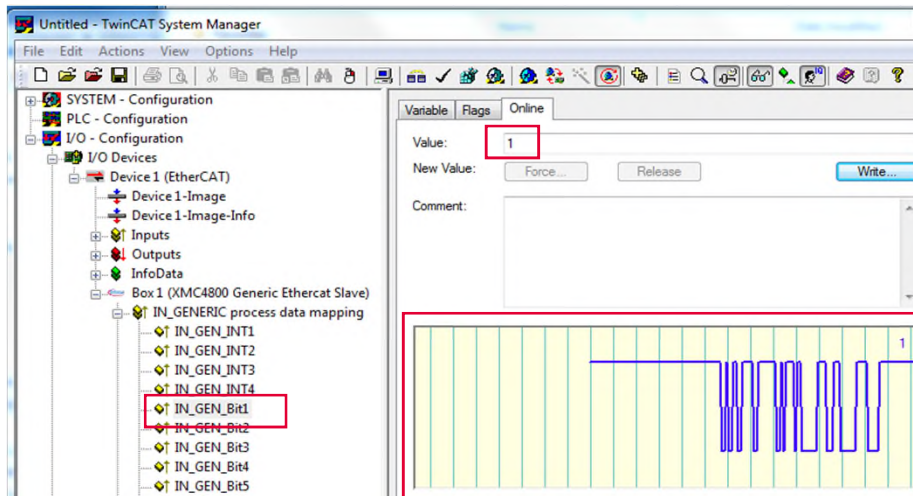 Untitled - TwinCAT System Manager
File Edit Actions View Options Help
SYSTEM - Configuration
PLC - Configuration
I/O - Configuration
I/O Devices
Device 1 (EtherCAT)
Device 1-Image
Device 1-Image-Info
Inputs
Outputs
InfoData
Box 1 (XMC4800 Generic Ethercat Slave)
IN_GENERIC process data mapping
IN_GEN_INT1
IN_GEN_INT2
IN_GEN_INT3
IN_GEN_INT4
IN_GEN_Bit1
IN_GEN_Bit2
IN_GEN_Bit3
IN_GEN_Bit4
IN_GEN_Bit5
Variable Flags Online
Value: 1
New Value: Force... Release Write...
Comment:
1